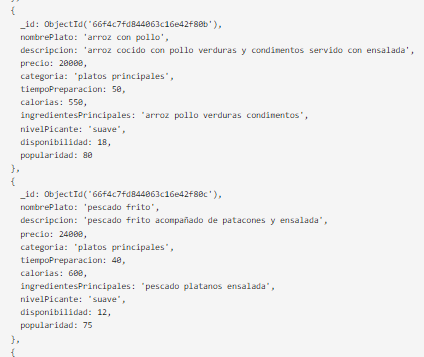 {
_id: ObjectId('66f4c7fd844063c16e42f80b'),
nombrePlato: 'arroz con pollo',
descripcion: 'arroz cocido con pollo verduras y condimentos servido con ensalada',
precio: 20000,
categoria: 'platos principales',
tiempoPreparacion: 50,
calorias: 550,
ingredientesPrincipales: 'arroz pollo verduras condimentos',
nivelPicante: 'suave',
disponibilidad: 18,
popularidad: 80
},
{
_id: ObjectId('66f4c7fd844063c16e42f80c'),
nombrePlato: 'pescado frito',
descripcion: 'pescado frito acompañado de patacones y ensalada',
precio: 24000,
categoria: 'platos principales',
tiempoPreparacion: 40,
calorias: 600,
ingredientesPrincipales: 'pescado platanos ensalada',
nivelPicante: 'suave',
disponibilidad: 12,
popularidad: 75
},
{